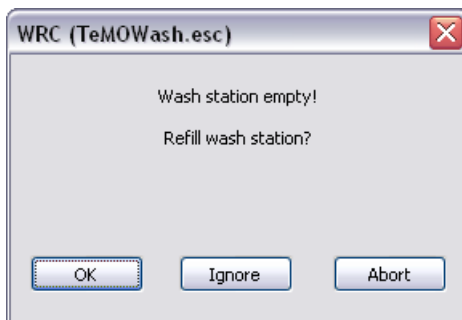 WRC (TeMOWash.esc)
Wash station empty!
Refill wash station?
OK Ignore Abort